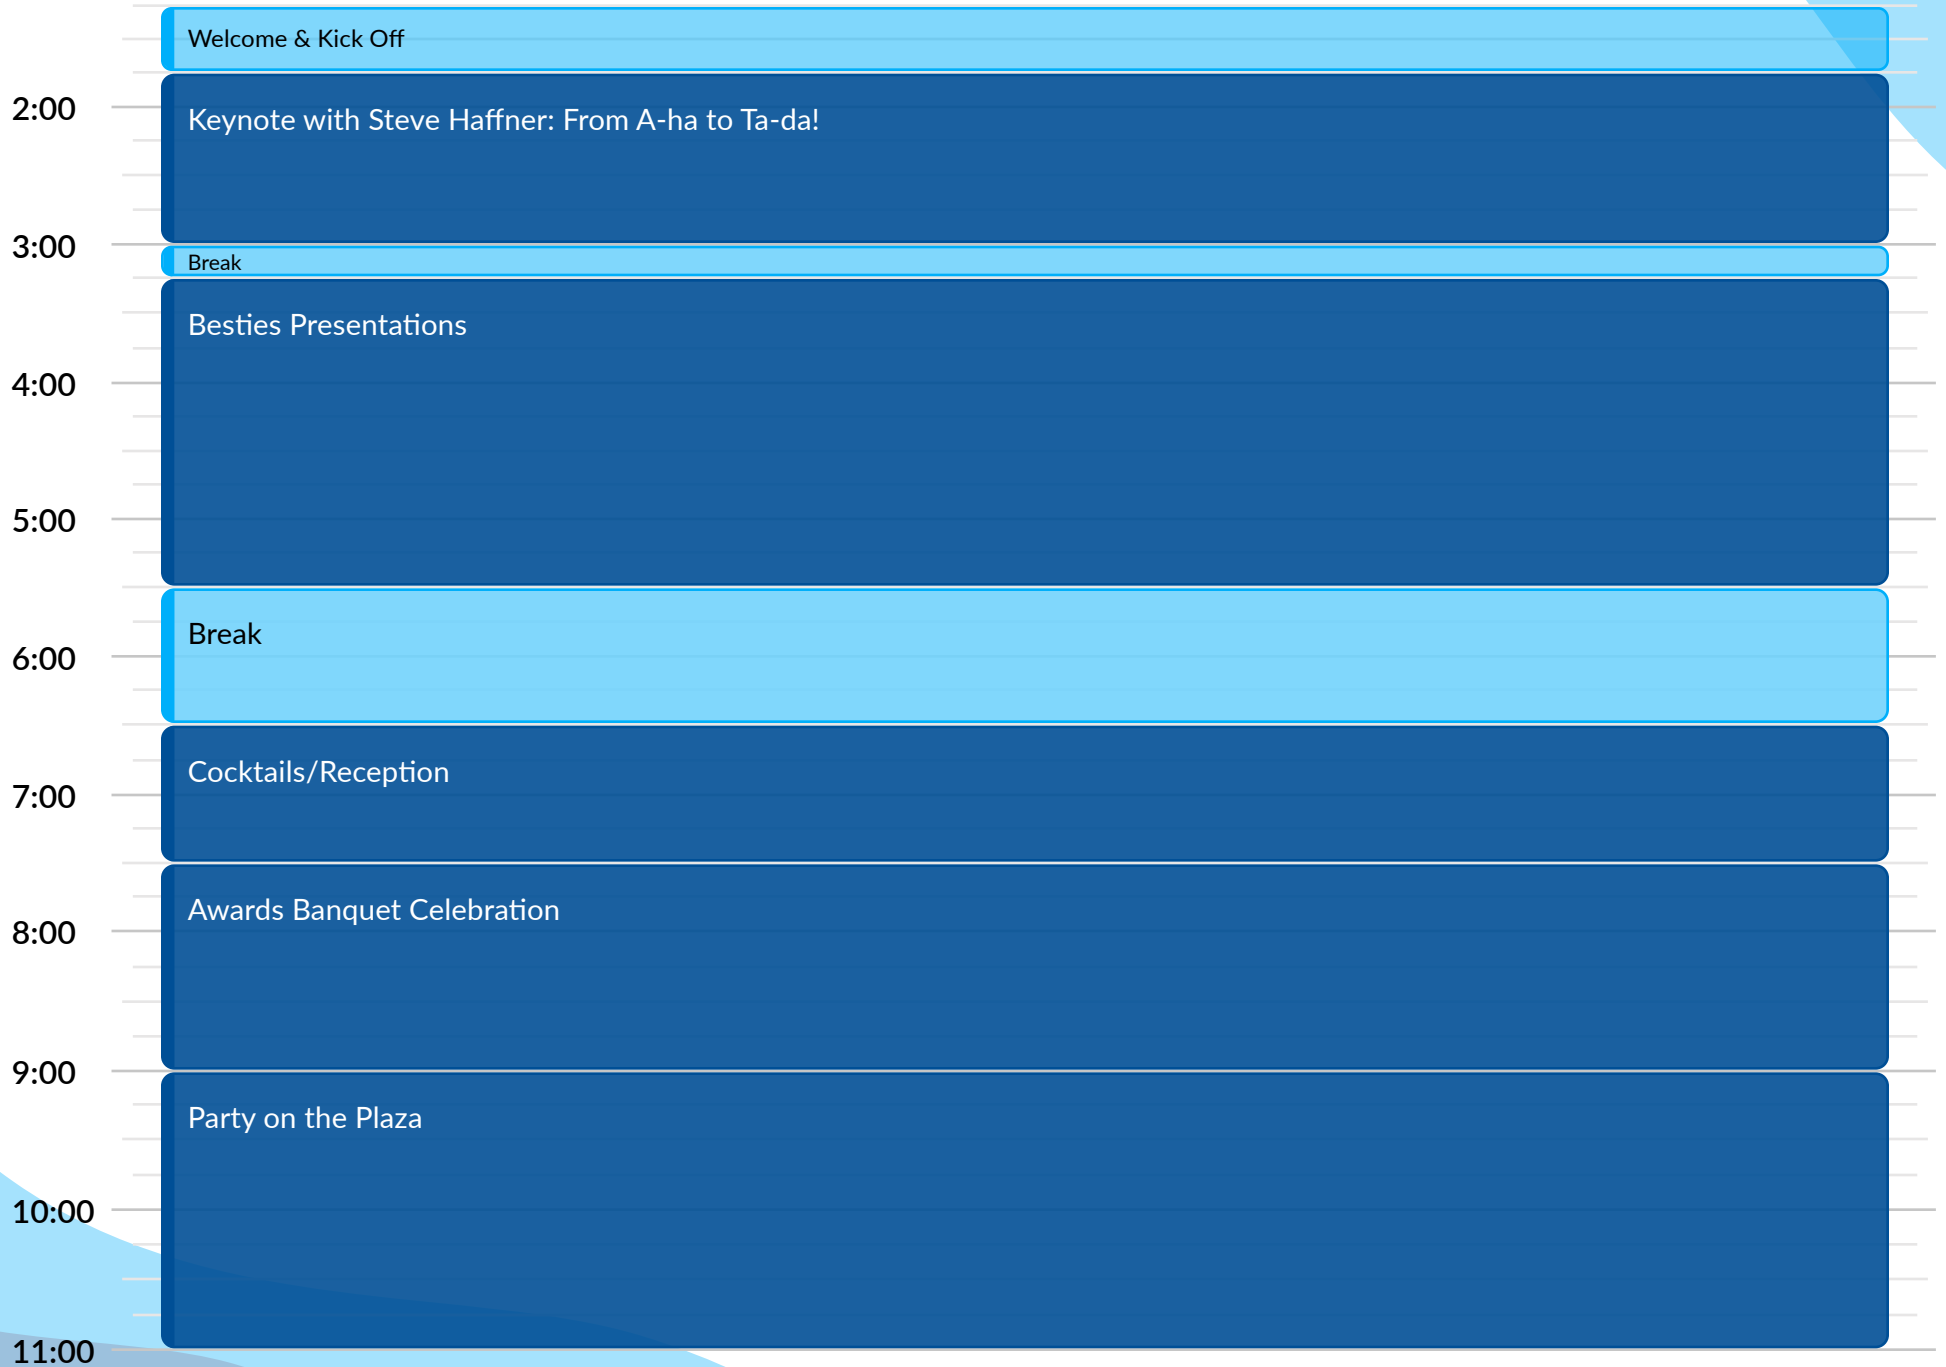 Welcome & Kick Off
2:00
Keynote with Steve Haffner: From A-ha to Ta-da!
3:00
Break
Besties Presentations
4:00
5:00
Break
6:00
Cocktails/Reception
7:00
Awards Banquet Celebration
8:00
9:00
Party on the Plaza
10:00
11:00